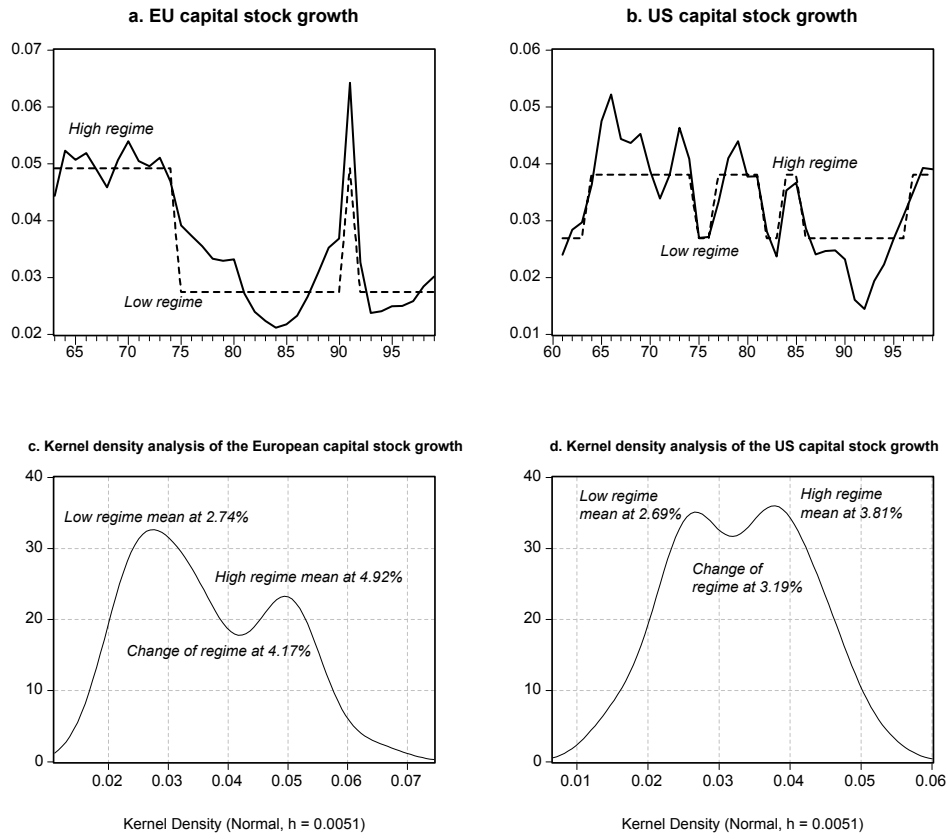 a. EU capital stock growth
b. US capital stock growth
0.07
0.06
0.05
0.04
0.03
0.02
High regime
Low regime
65 70 75 80 85 90 95
0.06
0.05
0.04
0.03
0.02
0.01
High regime
Low regime
60 65 70 75 80 85 90 95
c. Kernel density analysis of the European capital stock growth
d. Kernel density analysis of the US capital stock growth
40
30
20
10
0
Low regime mean at 2.74%
High regime mean at 4.92%
Change of regime at 4.17%
0.02 0.03 0.04 0.05 0.06 0.07
Kernel Density (Normal, h = 0.0051)
40
30
20
10
0
Low regime
mean at 2.69%
High regime
mean at 3.81%
Change of
regime at 3.19%
0.01 0.02 0.03 0.04 0.05 0.06
Kernel Density (Normal, h = 0.0051)